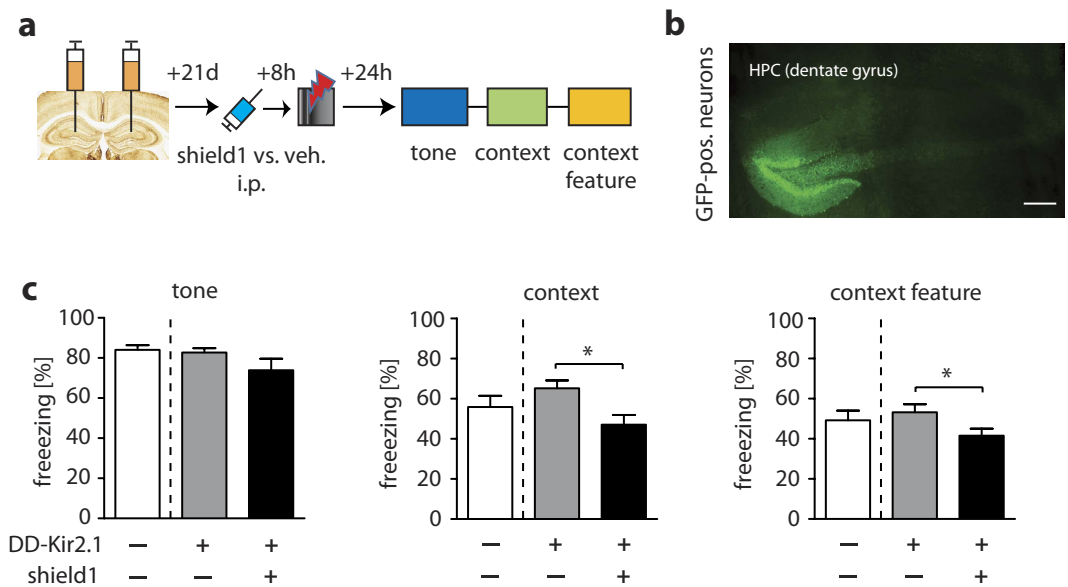 a
+21d
+8h
+24h
shield1 vs. veh.
i.p.
tone
context
context
feature
b
GFP-pos. neurons
HPC (dentate gyrus)
c
tone
freeezing [%]
100
80
60
40
20
0
context
freeezing [%]
100
80
60
40
20
0
*
context feature
freeezing [%]
100
80
60
40
20
0
*
DD-Kir2.1 – + + – + + – + +
shield1 – – + – – + – – +